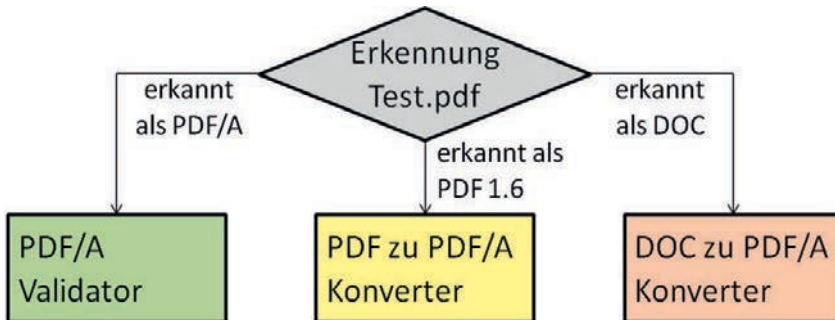 Erkennung
Test.pdf
erkannt
als PDF/A
erkannt als
PDF 1.6
erkannt
als DOC
PDF/A
Validator
PDF zu PDF/A
Konverter
DOC zu PDF/A
Konverter